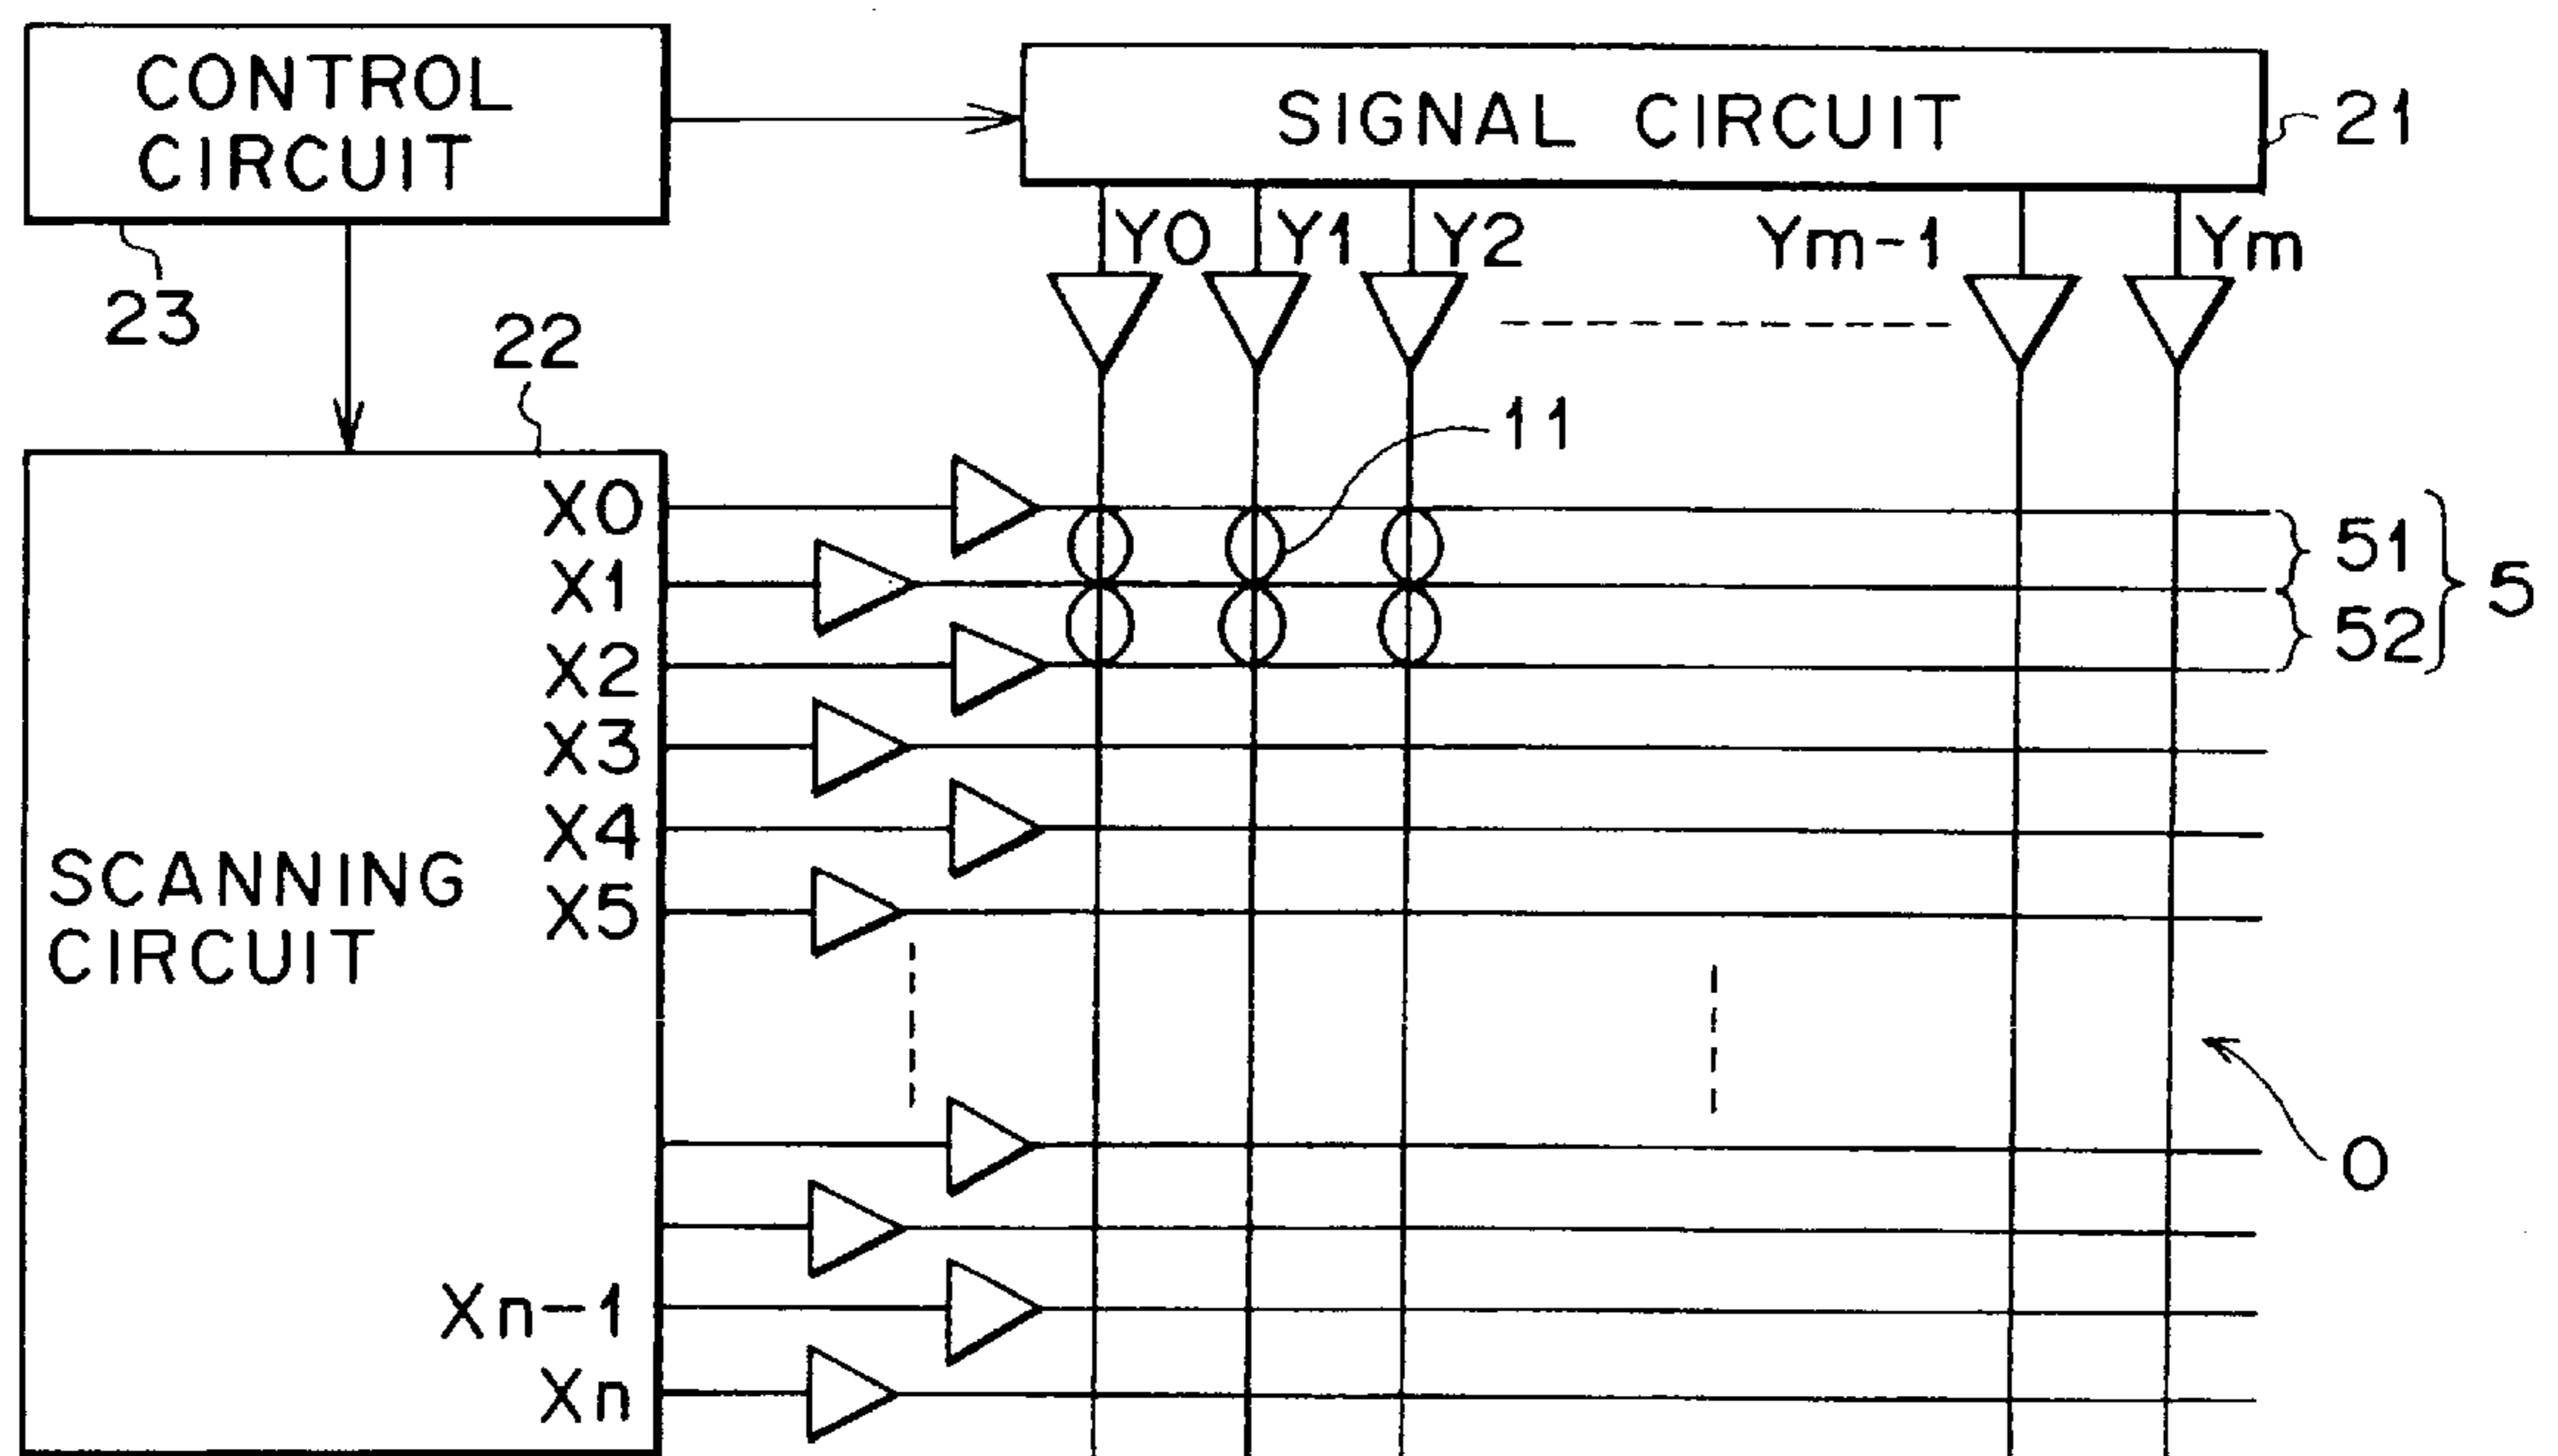 CONTROL
CIRCUIT
SIGNAL CIRCUIT
21
23
Y0
Y1
Y2
Ym-1
Ym
22
11
X0
X1
X2
X3
X4
X5
51
52
5
SCANNING
CIRCUIT
0
Xn-1
Xn